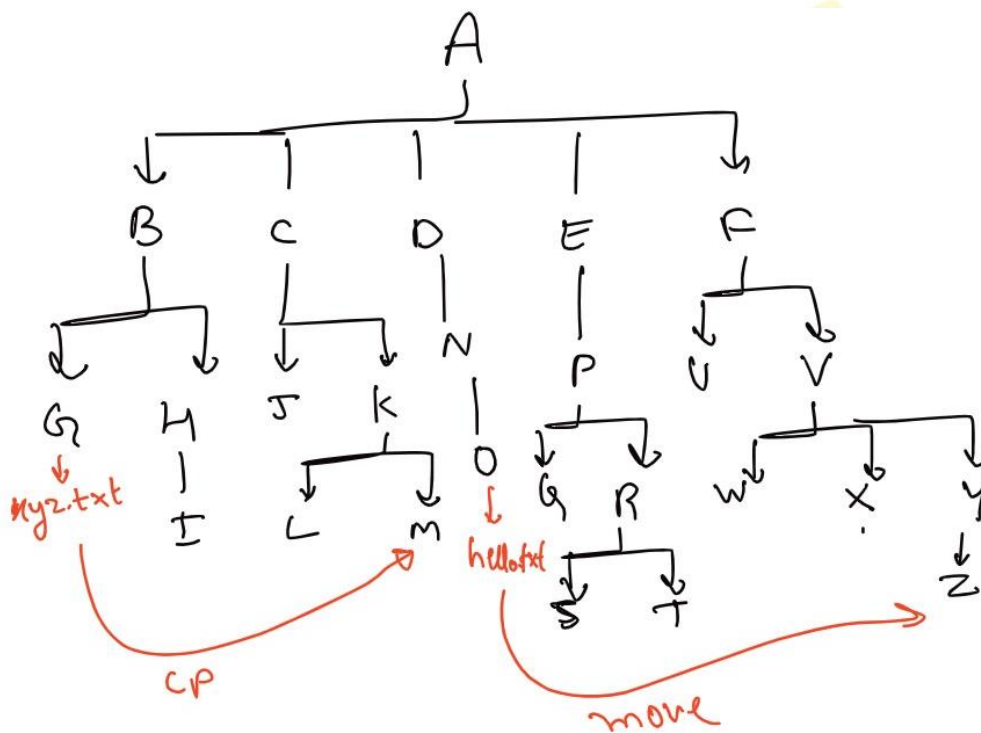 A
B C D E F
N
P U V
G H J K
O
xyz.txt G R W X Y
I L M
hello.txt
S T Z
cp
move